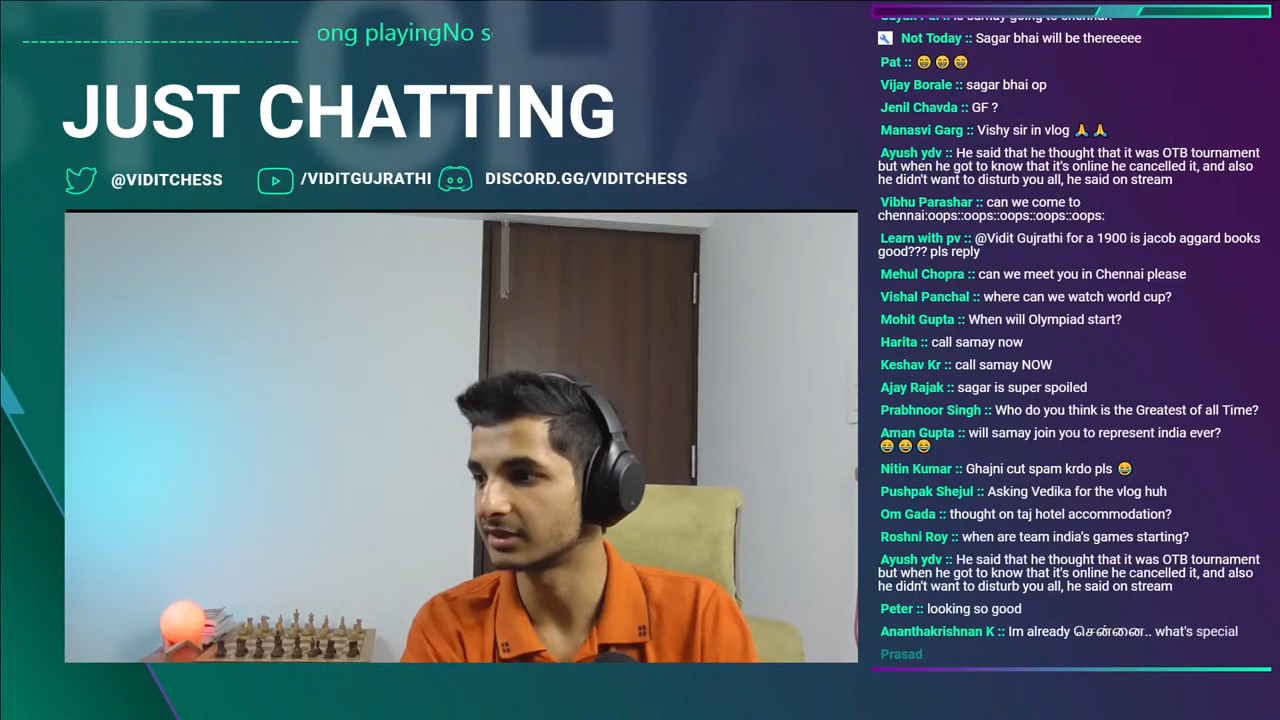 ong playingNo s
JUST CHATTING
@VIDITCHESS
/VIDITGUJRATHI
DISCORD.GG/VIDITCHESS
Not Today :: Sagar bhai will be thereeeee
Pat :: 😁 😁 😁
Vijay Borale :: sagar bhai op
Jenil Chavda :: GF ?
Manasvi Garg :: Vishy sir in vlog 🙏 🙏
Ayush ydv :: He said that he thought that it was OTB tournament
but when he got to know that it's online he cancelled it, and also
he didn't want to disturb you all, he said on stream
Vibhu Parashar :: can we come to
chennai:oops::oops::oops::oops::oops:
Learn with pv :: @Vidit Gujrathi for a 1900 is jacob aggard books
good??? pls reply
Mehul Chopra :: can we meet you in Chennai please
Vishal Panchal :: where can we watch world cup?
Mohit Gupta :: When will Olympiad start?
Harita :: call samay now
Keshav Kr :: call samay NOW
Ajay Rajak :: sagar is super spoiled
Prabhnoor Singh :: Who do you think is the Greatest of all Time?
Aman Gupta :: will samay join you to represent india ever?
😂 😂 😂
Nitin Kumar :: Ghajni cut spam krdo pls 😂
Pushpak Shejul :: Asking Vedika for the vlog huh
Om Gada :: thought on taj hotel accommodation?
Roshni Roy :: when are team india's games starting?
Ayush ydv :: He said that he thought that it was OTB tournament
but when he got to know that it's online he cancelled it, and also
he didn't want to disturb you all, he said on stream
Peter :: looking so good
Ananthakrishnan K :: Im already சென்னை.. what's special
Prasad